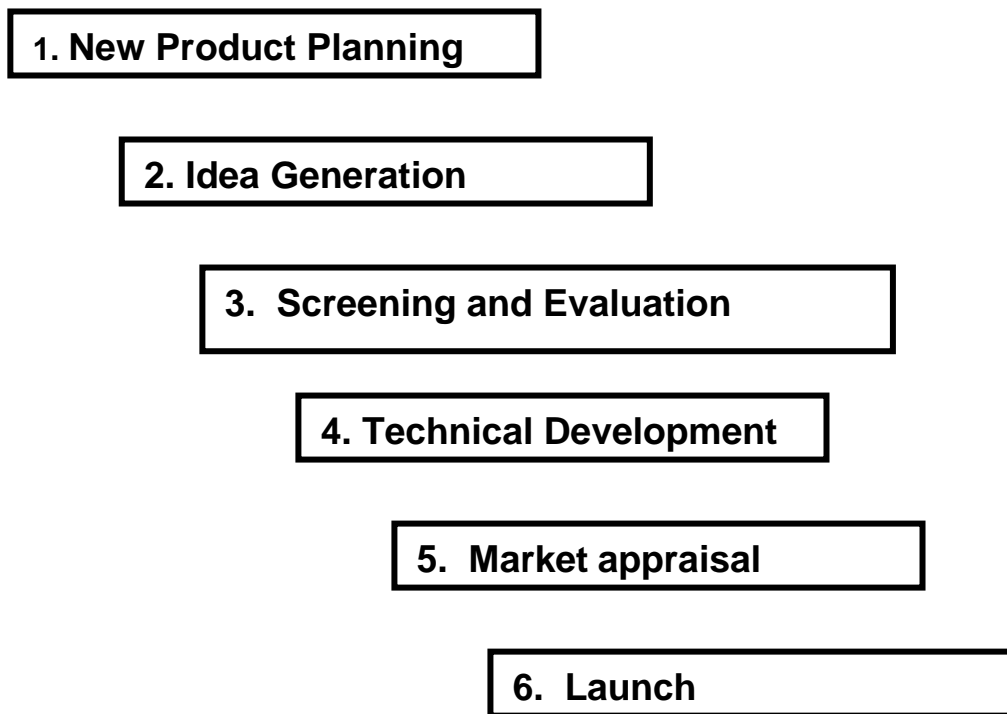 1. New Product Planning
2. Idea Generation
3. Screening and Evaluation
4. Technical Development
5. Market appraisal
6. Launch